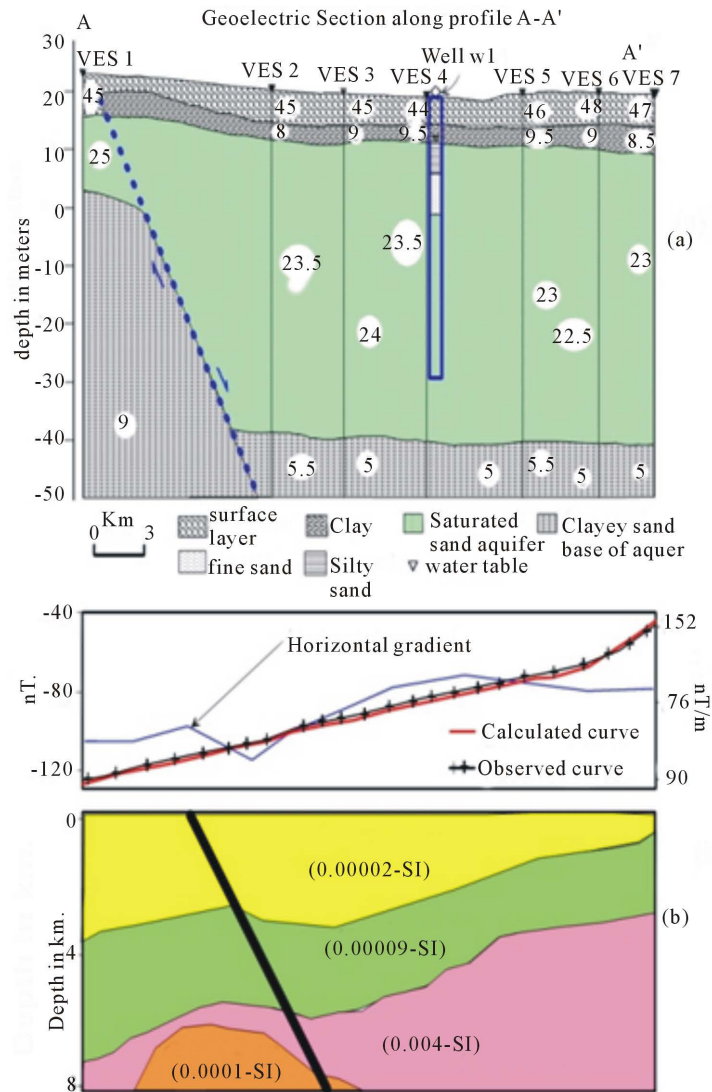 A
Geoelectric Section along profile A-A'
30
20
10
0
-10
-20
-30
-40
-50
depth in meters
VES 1
VES 2
VES 3
VES 4
Well w1
VES 5
VES 6
A'
VES 7
45
45
45
44
46
48
47
8
9
9.5
9.5
9
8.5
25
23.5
23.5
24
23
22.5
23
9
5.5
5
5
5.5
5
5
(a)
Km
0 3
surface layer
Clay
Saturated sand aquifer
Clayey sand base of aquer
fine sand
Silty sand
water table
-40
-80
-120
nT.
Horizontal gradient
Calculated curve
Observed curve
152
76
90
nT/m
0
4
8
Depth in km.
(0.00002-SI)
(0.00009-SI)
(0.004-SI)
(0.0001-SI)
(b)